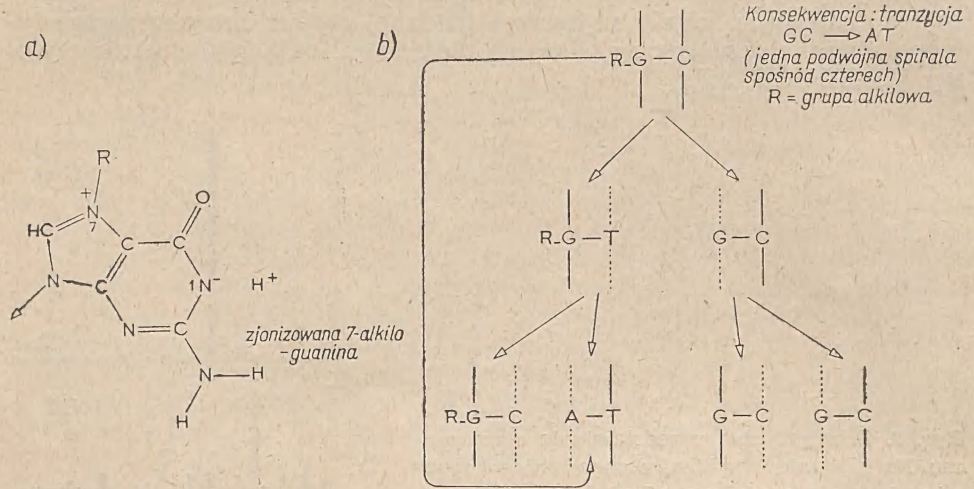 a)
R
+
N
7
HC
C
C
O
N
C
1N⁻
H⁺
N
C
N
H
H
zjonizowana 7-alkilo
-guanina
b)
Konsekwencja : tranzycja
GC → AT
(jedna podwójna spirala
spośród czterech)
R = grupa alkilowa
R-G-C
R-G-T
G-C
R-G-C
A-T
G-C
G-C